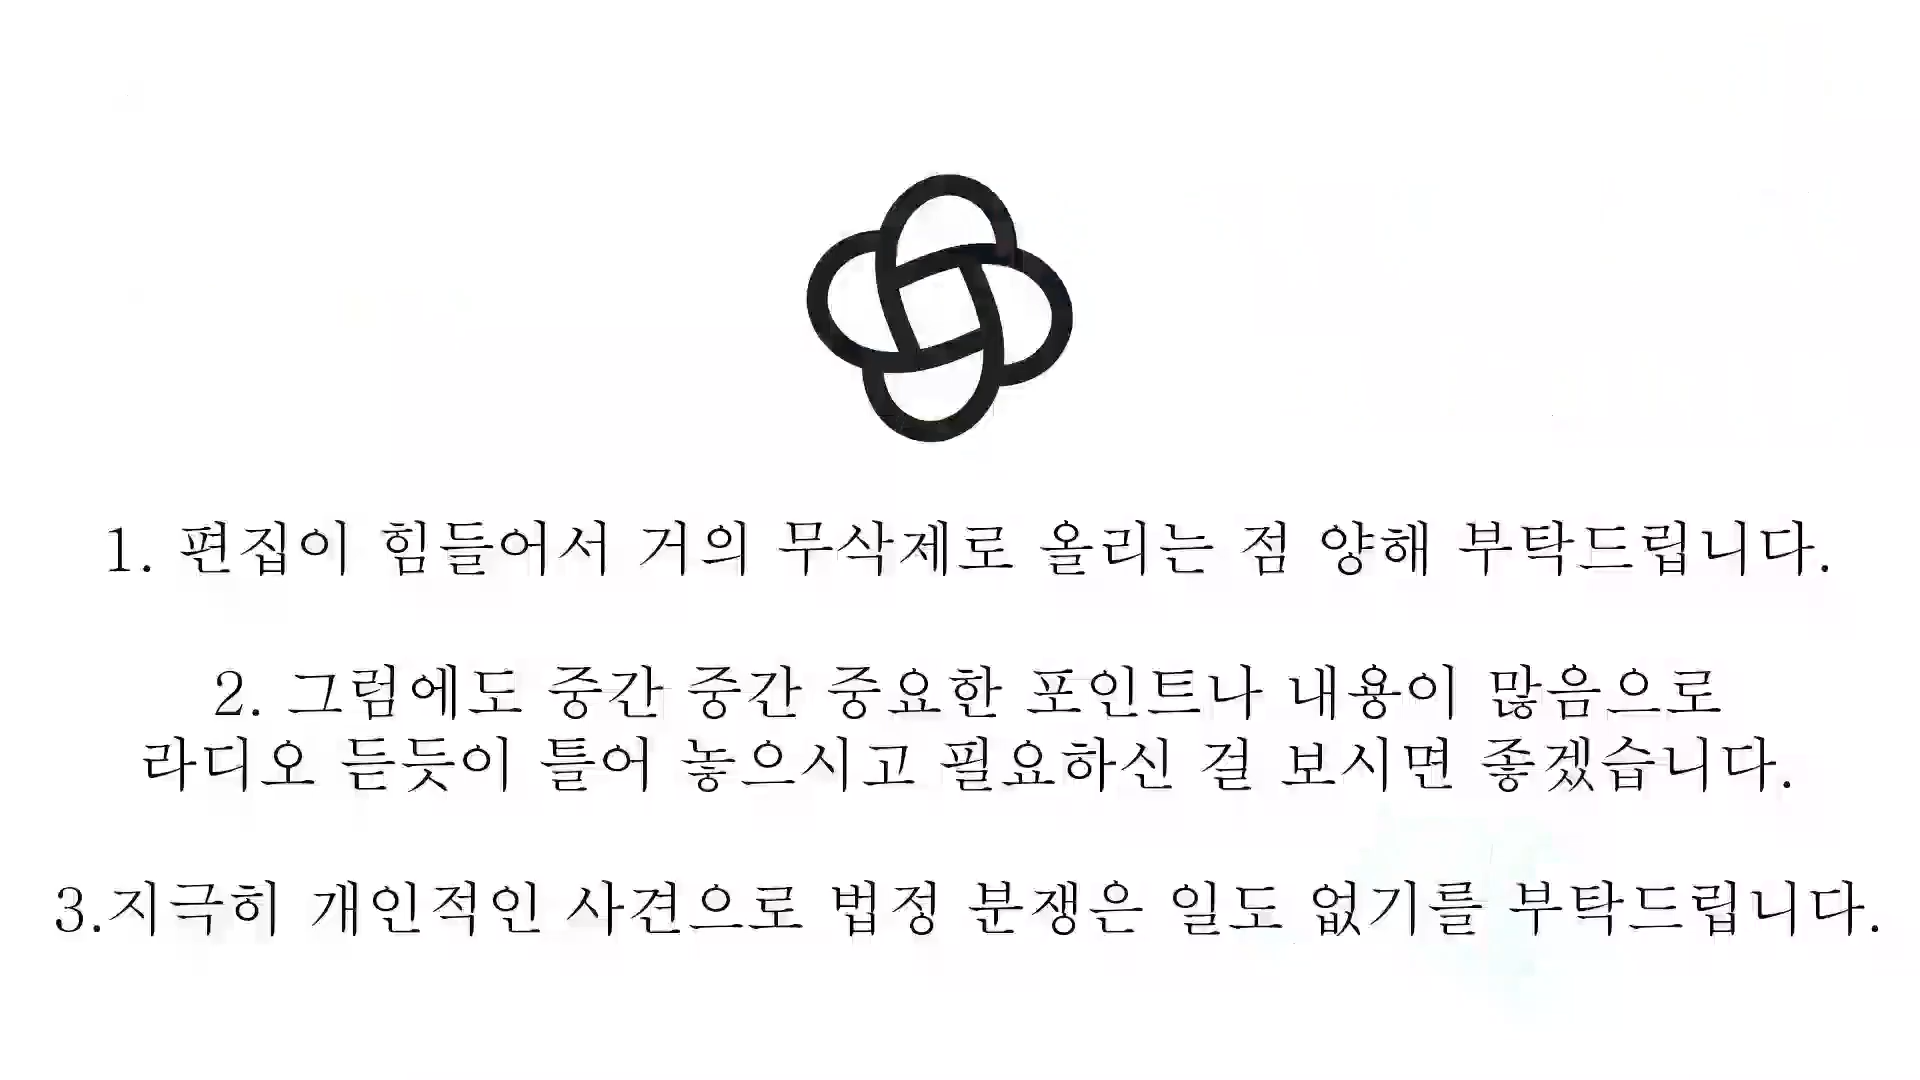 1. 편집이 힘들어서 거의 무삭제로 올리는 점 양해 부탁드립니다.
2. 그럼에도 중간 중간 중요한 포인트나 내용이 많음으로
라디오 듣듯이 틀어 놓으시고 필요하신 걸 보시면 좋겠습니다.
3.지극히 개인적인 사견으로 법정 분쟁은 일도 없기를 부탁드립니다.